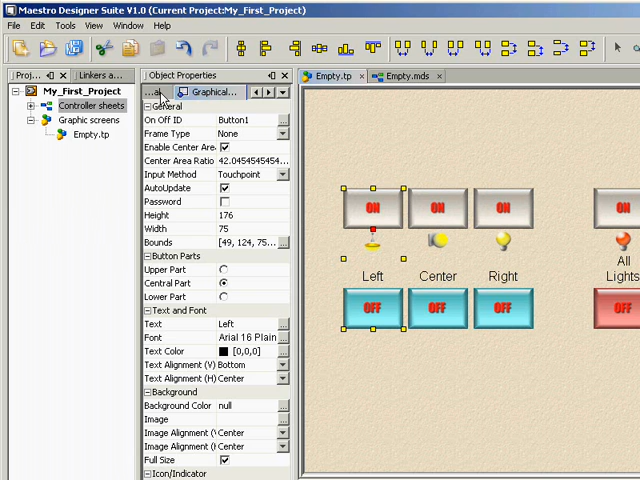 Maestro Designer Suite V1.0 (Current Project:My_First_Project)
File Edit Tools View Window Help
Proj... Linkers a... Object Properties Empty.tp Empty.mds
My_First_Project
Controller sheets
Graphic screens
Empty.tp
...al Graphical...
General
On Off ID Button1
Frame Type None
Enable Center Area
Center Area Ratio 42.0454545454...
Input Method Touchpoint
AutoUpdate
Password
Height 176
Width 75
Bounds [49, 124, 75...
Button Parts
Upper Part
Central Part
Lower Part
Text and Font
Text Left
Font Arial 16 Plain
Text Color [0,0,0]
Text Alignment (V) Bottom
Text Alignment (H) Center
Background
Background Color null
Image
Image Alignment (V Center
Image Alignment (H Center
Full Size
Icon/Indicator
ON ON ON ON
Left Center Right All Lights
OFF OFF OFF OFF